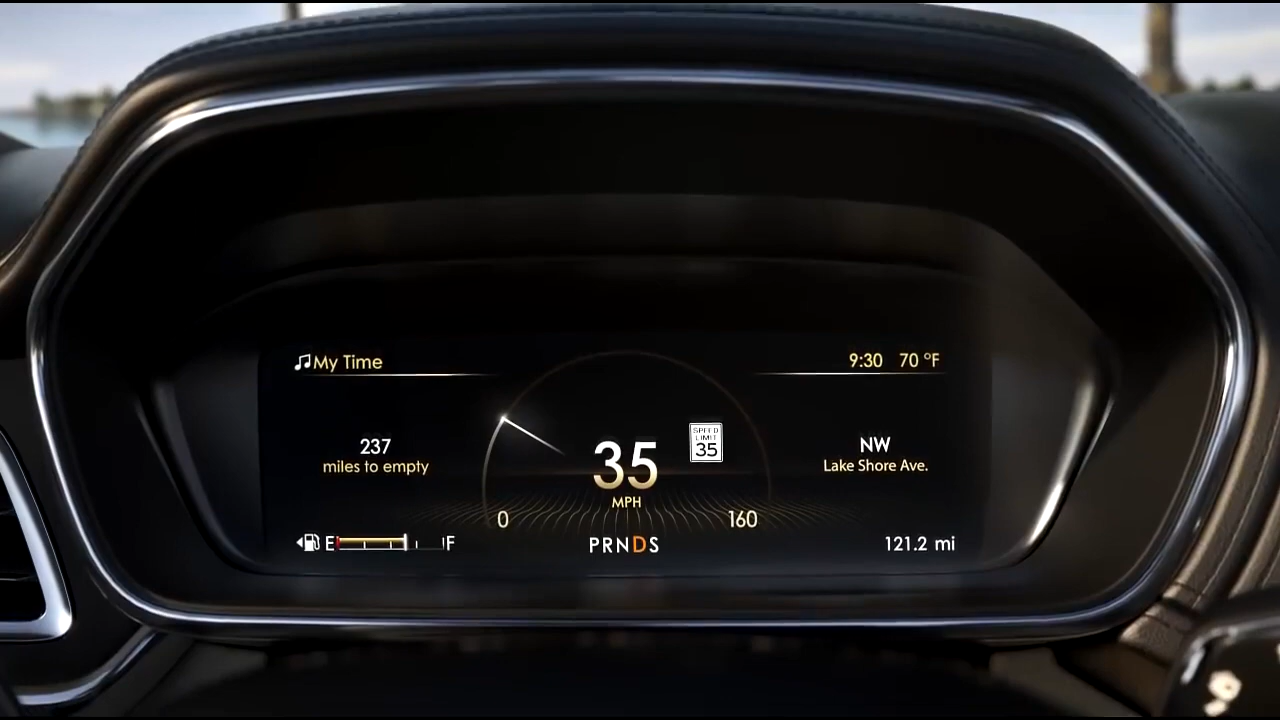 My Time
9:30 70 °F
237
miles to empty
35
MPH
SPEED
LIMIT
35
NW
Lake Shore Ave.
0
160
E
F
PRNDS
121.2 mi